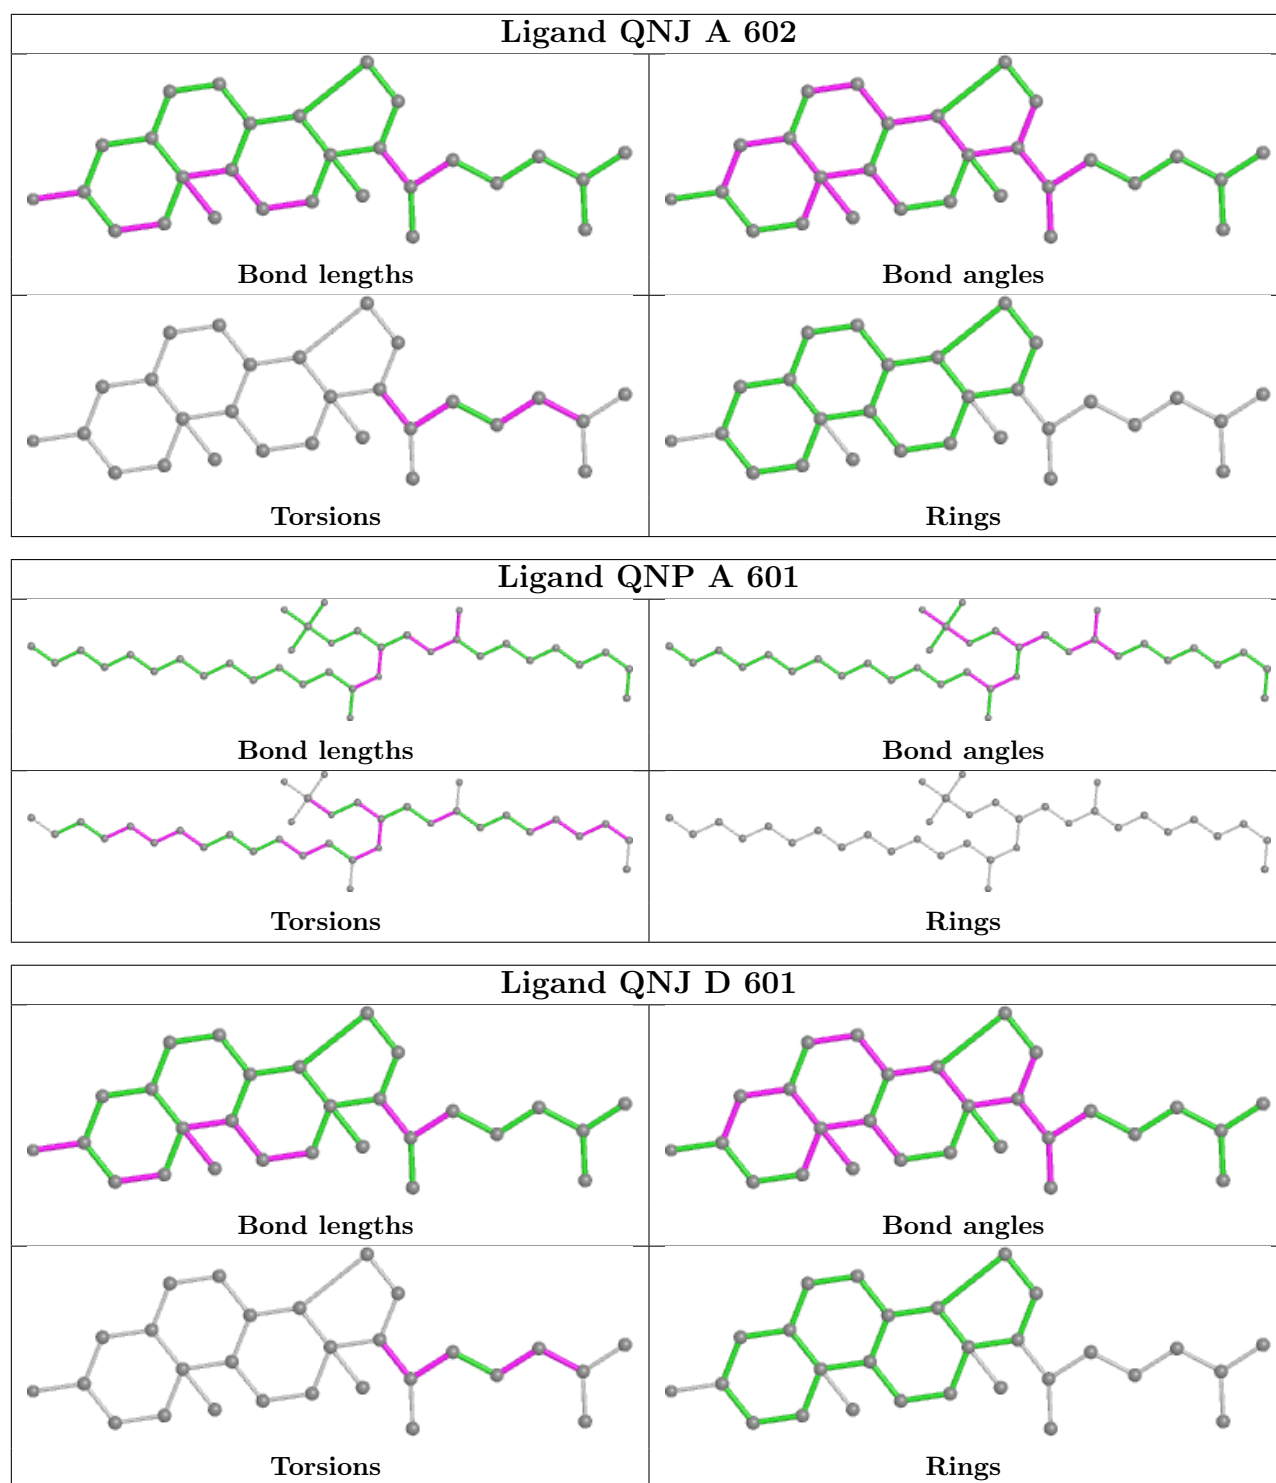 Ligand QNJ A 602
Bond lengths
Bond angles
Torsions
Rings
Ligand QNP A 601
Bond lengths
Bond angles
Torsions
Rings
Ligand QNJ D 601
Bond lengths
Bond angles
Torsions
Rings